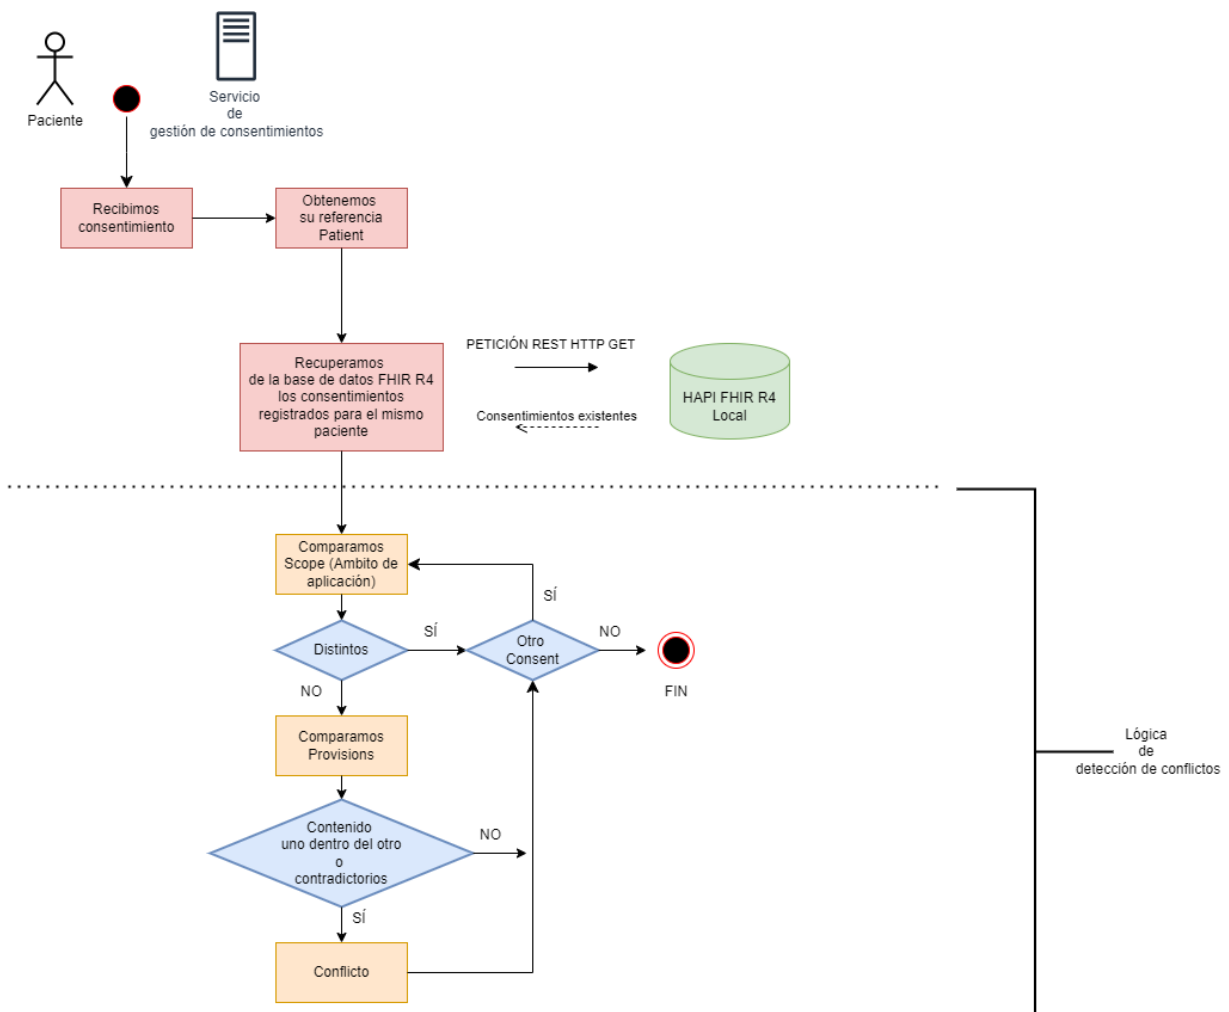 Paciente
Servicio
de
gestión de consentimientos
Recibimos
consentimiento
Obtenemos
su referencia
Patient
Recuperamos
de la base de datos FHIR R4
los consentimientos
registrados para el mismo
paciente
PETICIÓN REST HTTP GET
Consentimientos existentes
HAPI FHIR R4
Local
Comparamos
Scope (Ambito de
aplicación)
SÍ
Distintos
SÍ
Otro
Consent
NO
FIN
NO
Comparamos
Provisions
Lógica
de
detección de conflictos
Contenido
uno dentro del otro
o
contradictorios
NO
SÍ
Conflicto